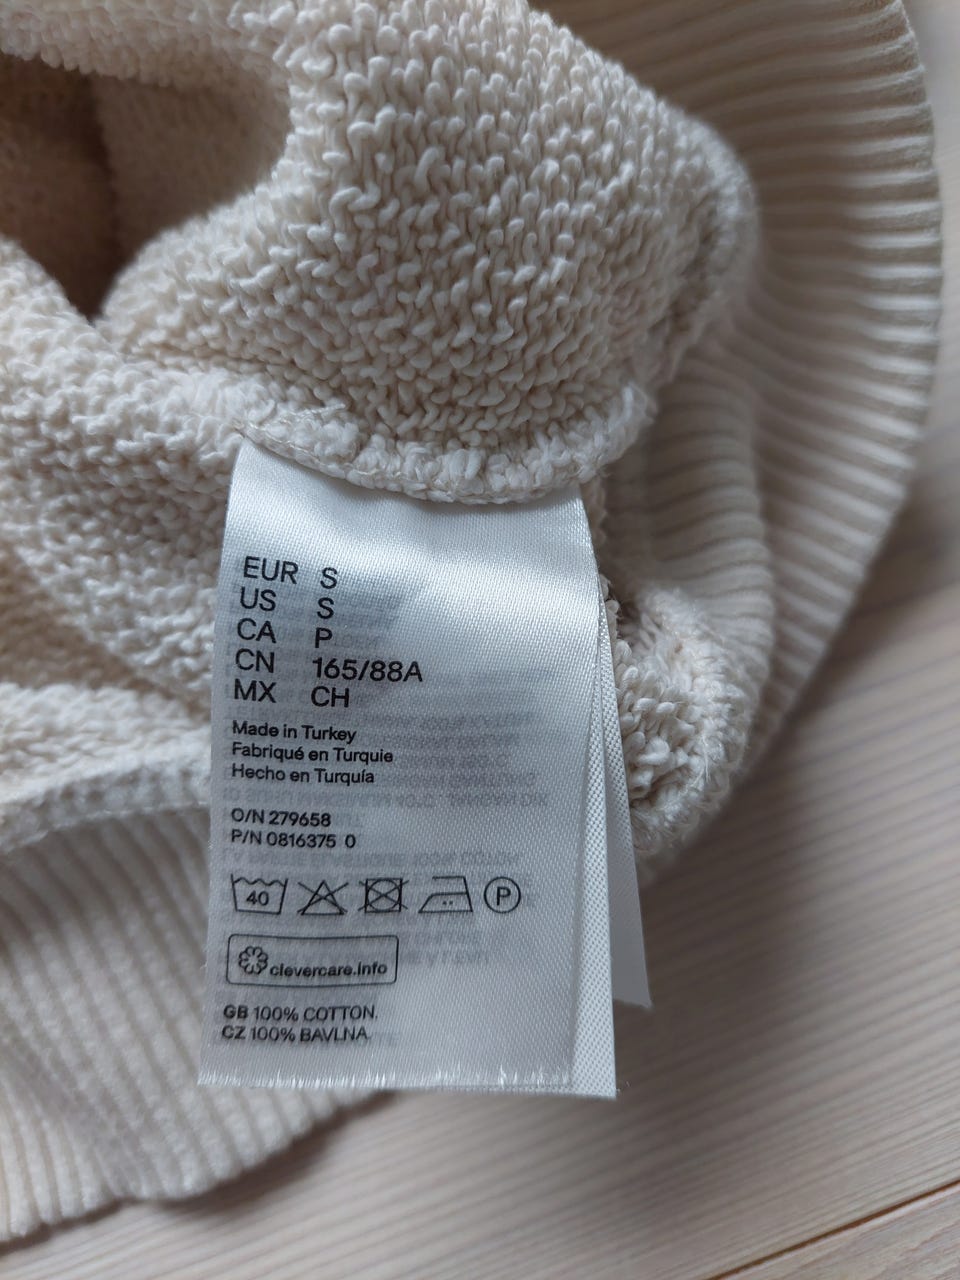 EUR S
US S
CA P
CN 165/88A
MX CH
Made in Turkey
Fabriqué en Turquie
Hecho en Turquía
O/N 279658
P/N 0816375 0
40 P
clevercare.info
GB 100% COTTON.
CZ 100% BAVLNA